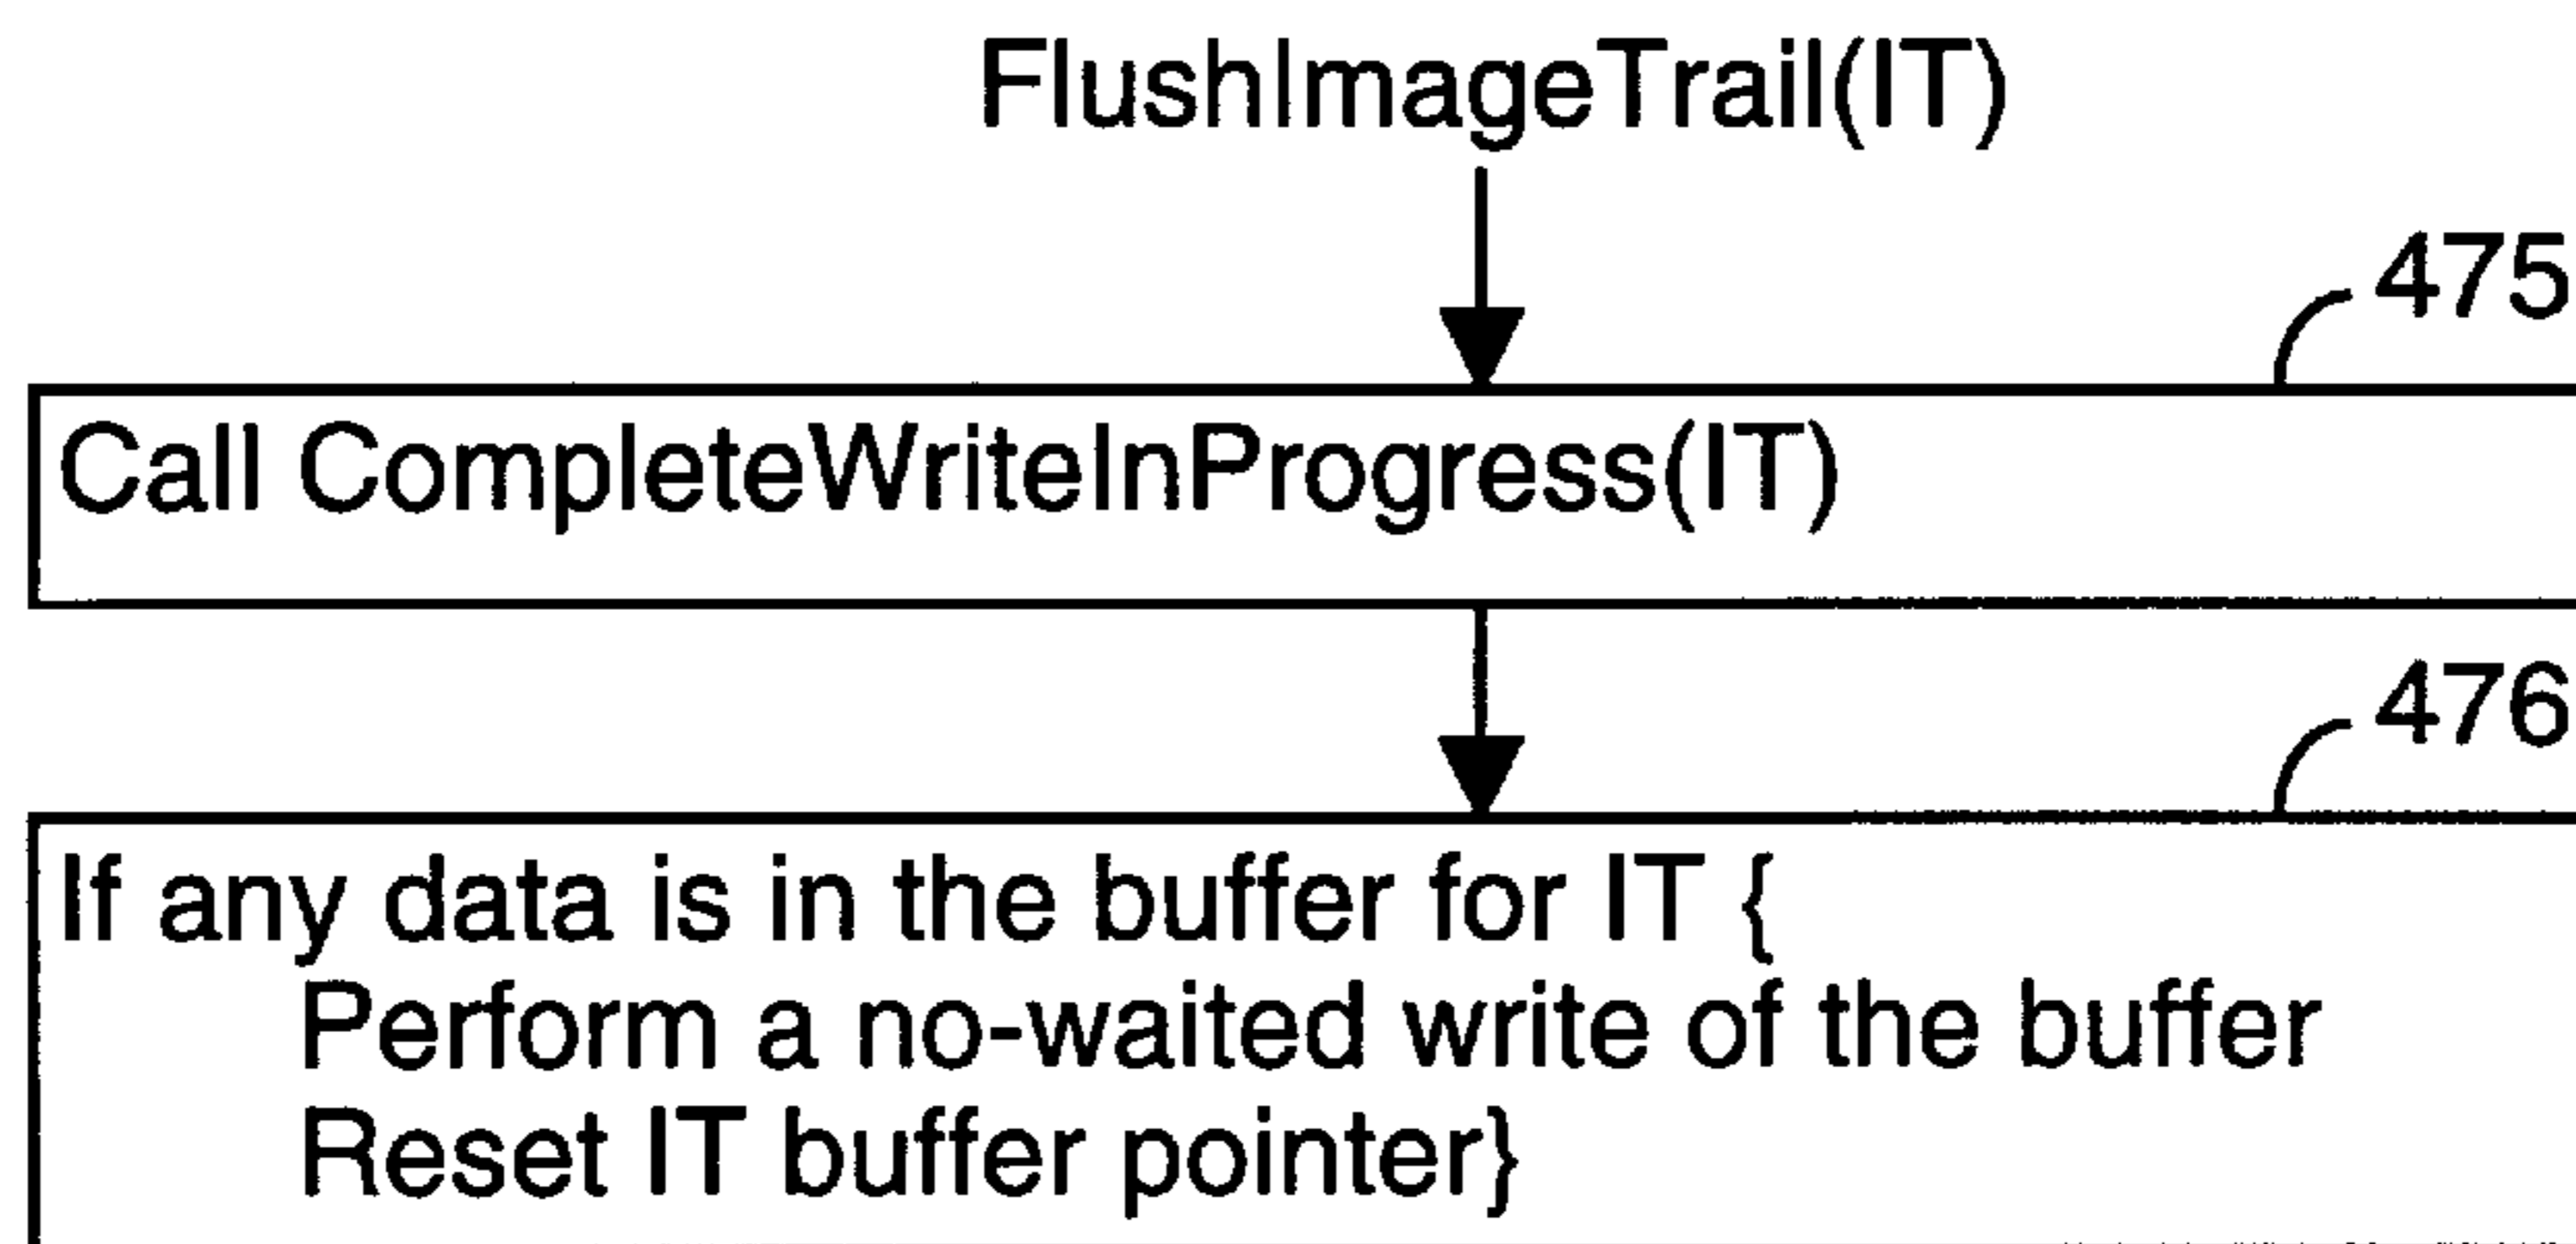 FlushImageTrail(IT)
475
Call CompleteWriteInProgress(IT)
476
If any data is in the buffer for IT {
Perform a no-waited write of the buffer
Reset IT buffer pointer}